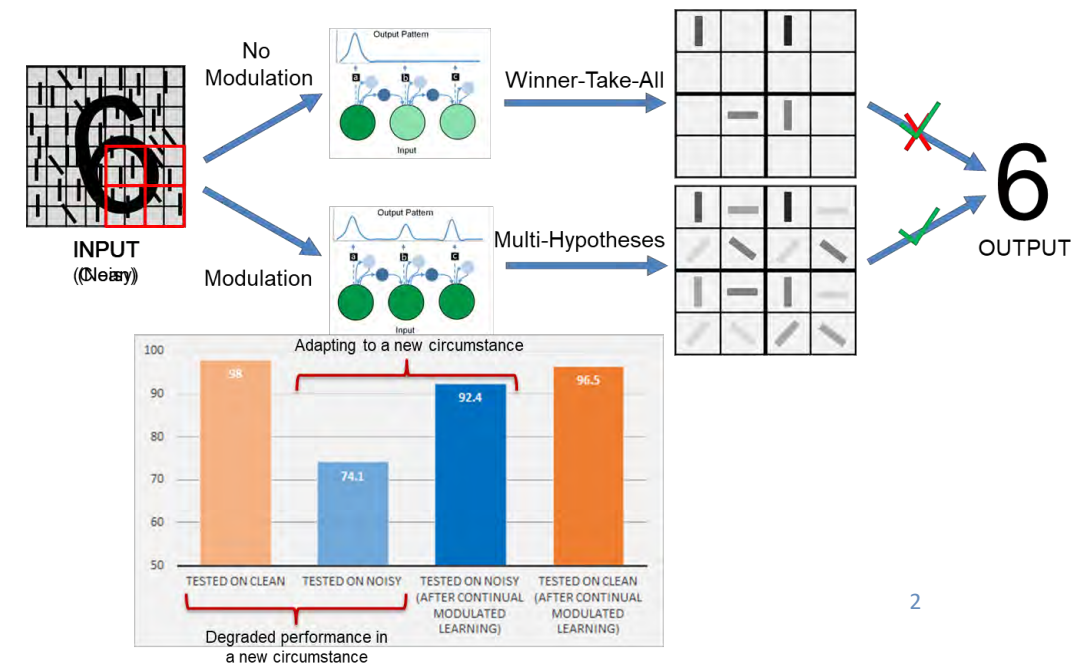 No
Modulation
Output Pattern
a b c
Input
Winner-Take-All
6
INPUT
Modulation
Output Pattern
a b c
Input
Multi-Hypotheses
6
OUTPUT
Adapting to a new circumstance
100
90
80
70
60
50
98
74.1
92.4
96.5
TESTED ON CLEAN
TESTED ON NOISY
TESTED ON NOISY
(AFTER CONTINUAL
MODULATED
LEARNING)
TESTED ON CLEAN
(AFTER CONTINUAL
MODULATED
LEARNING)
Degraded performance in
a new circumstance
2